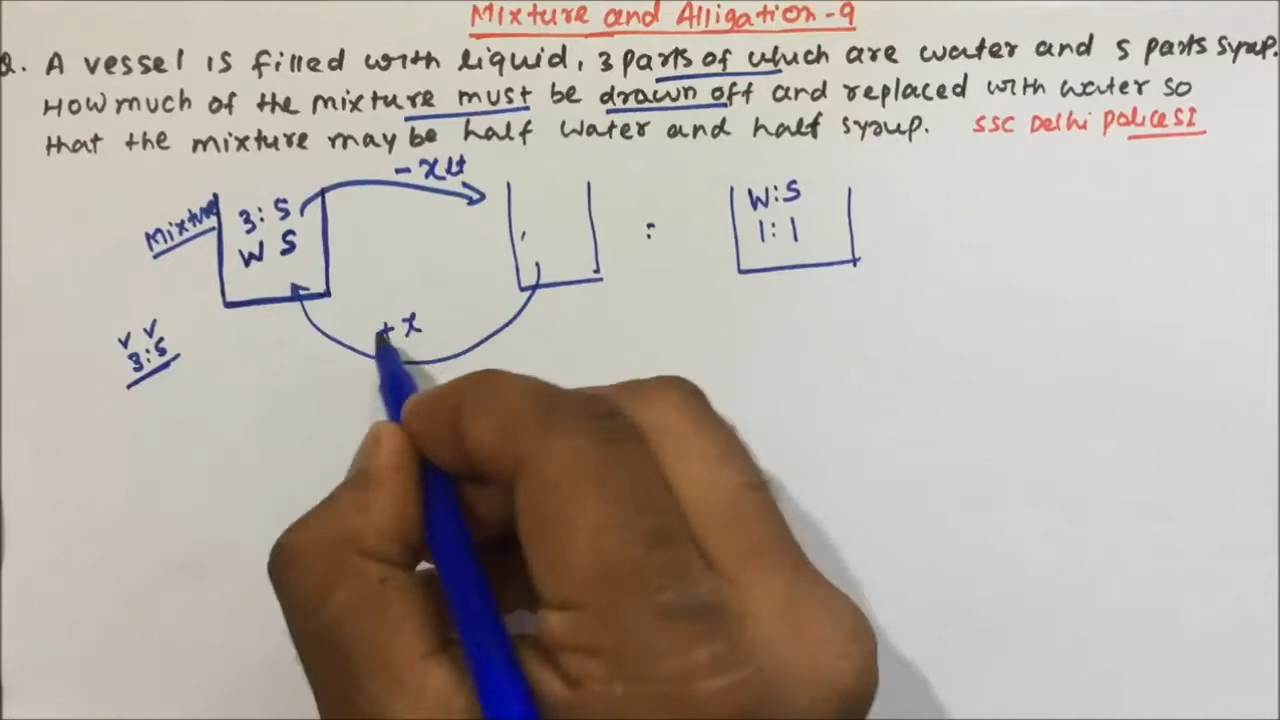 Mixture and Alligation-9
Q. A vessel is filled with liquid, 3 parts of which are water and 5 parts syrup.
How much of the mixture must be drawn off and replaced with water so
that the mixture may be half water and half syrup. SSC Delhi Police SI
- x lt
Mixture
3:5
W S
:
W:S
1:1
+ x
3:5